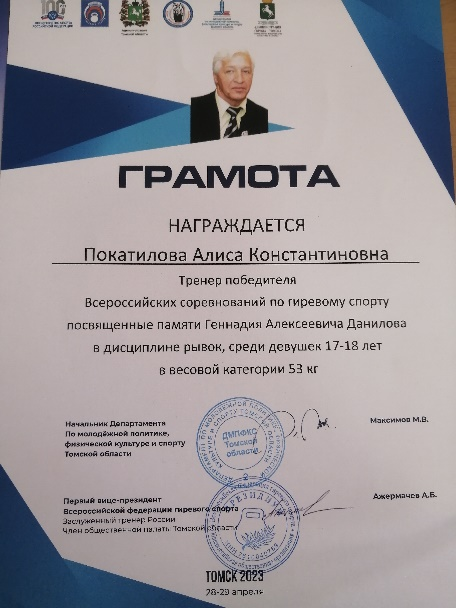 ГРАМОТА
НАГРАЖДАЕТСЯ
Покатилова Алиса Константиновна
Тренер победителя
Всероссийских соревнований по гиревому спорту
посвященные памяти Геннадия Алексеевича Данилова
в дисциплине рывок, среди девушек 17-18 лет
в весовой категории 53 кг
Начальник Департамента
По молодёжной политике,
физической культуре и спорту
Томской области
Максимов М.В.
ДМПФКС
Томской
области
Первый вице-президент
Всероссийской федерации гиревого спорта
Заслуженный тренер России
Член общественной палаты Томской области
Ажермачев А.Б.
ТОМСК 2023
28-29 апреля